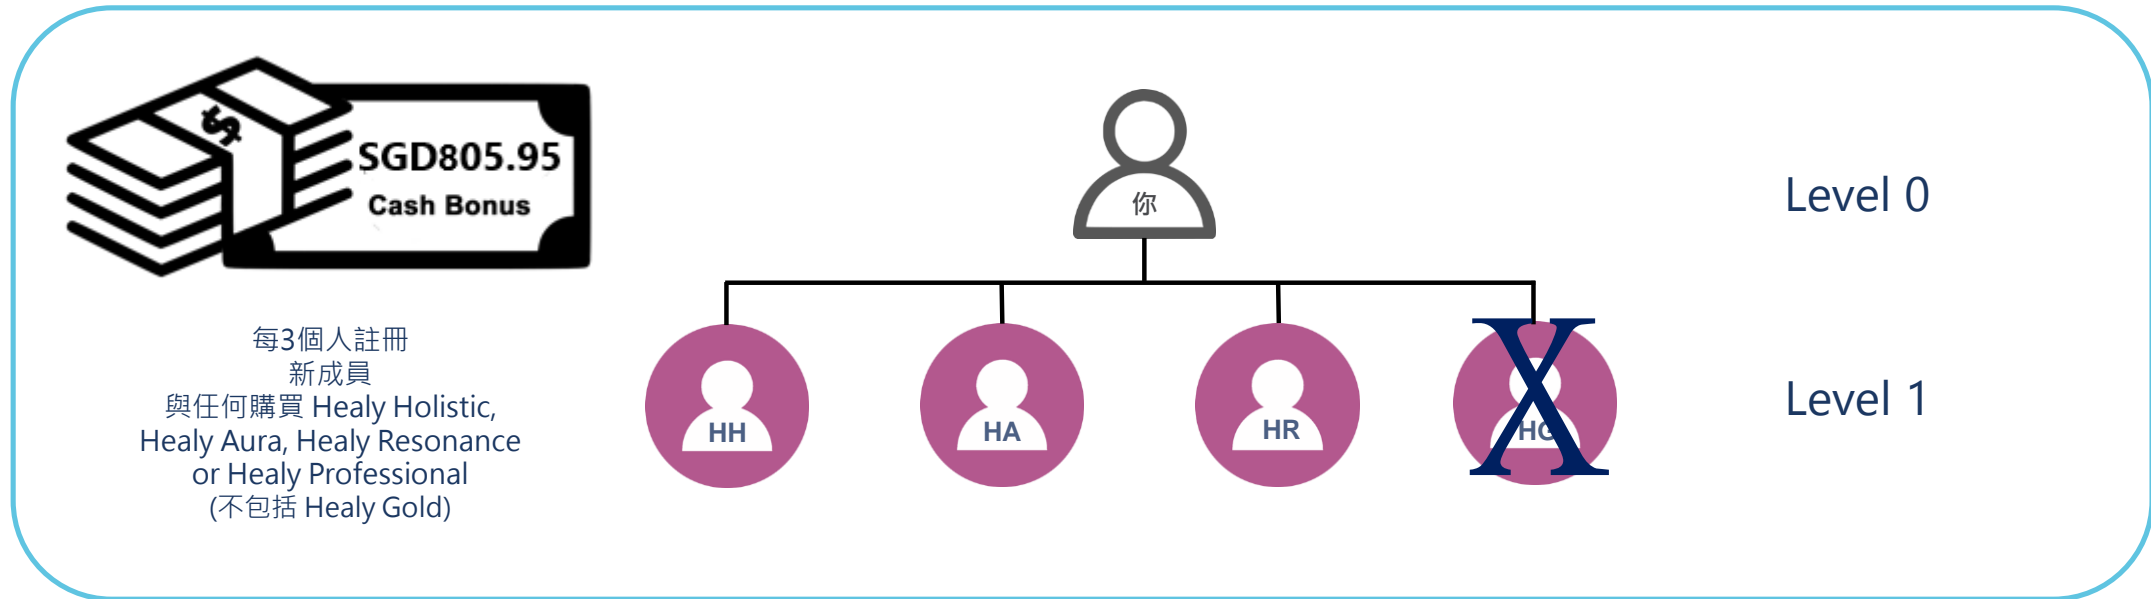 $
SGD805.95
Cash Bonus
每3個人註冊
新成員
與任何購買 Healy Holistic,
Healy Aura, Healy Resonance
or Healy Professional
(不包括 Healy Gold)
你
Level 0
HH
HA
HR
HG
X
Level 1